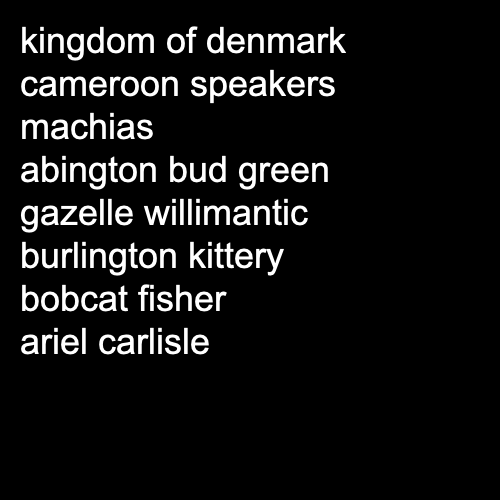 kingdom of denmark
cameroon speakers
machias
abington bud green
gazelle willimantic
burlington kittery
bobcat fisher
ariel carlisle